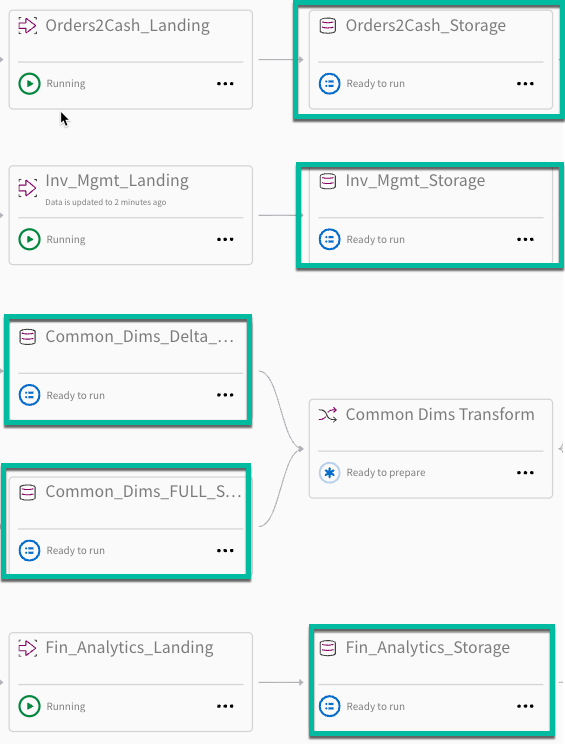 Orders2Cash_Landing
Running
Orders2Cash_Storage
Ready to run
Inv_Mgmt_Landing
Data is updated to 2 minutes ago
Running
Inv_Mgmt_Storage
Ready to run
Common_Dims_Delta_...
Ready to run
Common_Dims_FULL_S...
Ready to run
Common Dims Transform
Ready to prepare
Fin_Analytics_Landing
Running
Fin_Analytics_Storage
Ready to run